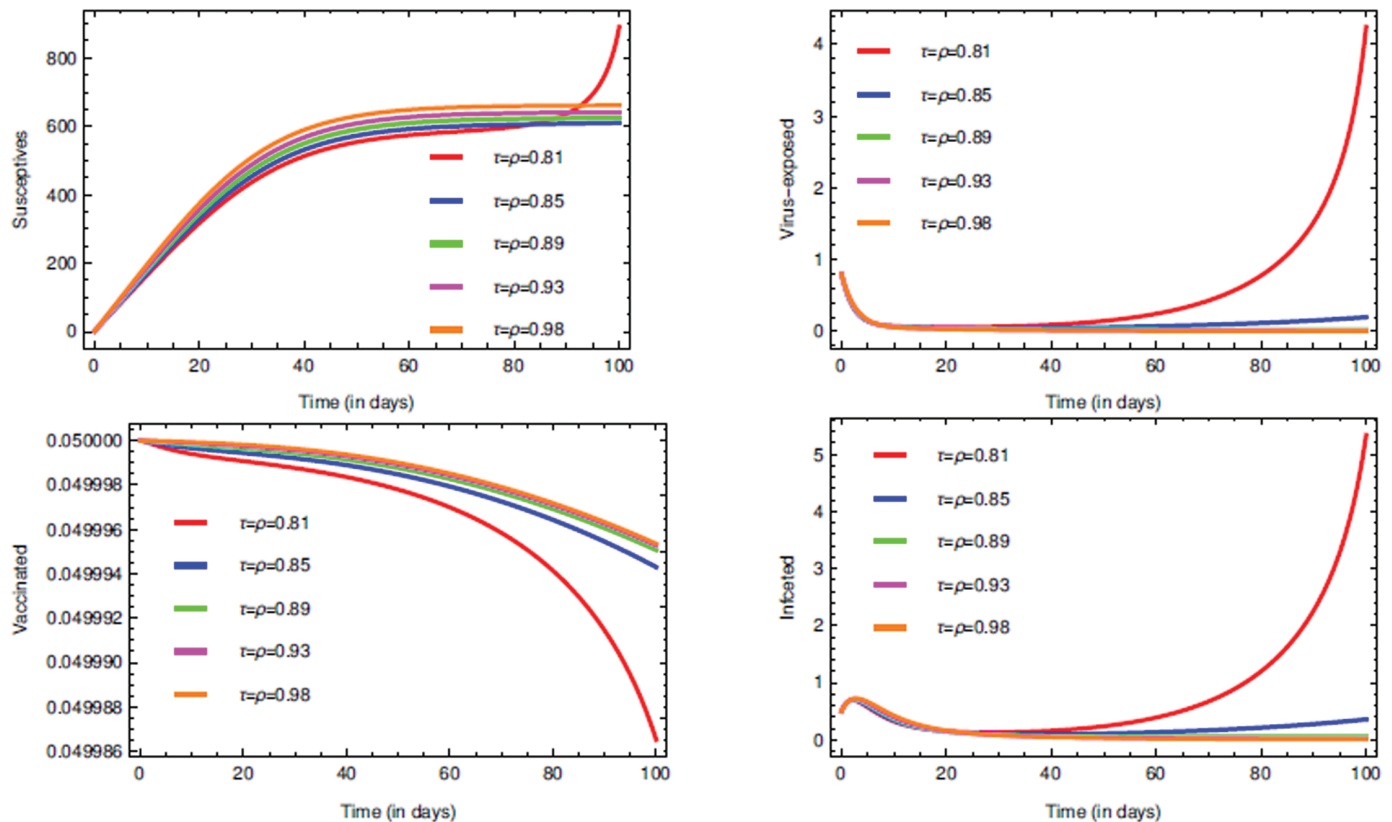 Susceptives
800
600
400
200
0
τ=ρ=0.81
τ=ρ=0.85
τ=ρ=0.89
τ=ρ=0.93
τ=ρ=0.98
0 20 40 60 80 100
Time (in days)
Virus-exposed
4
3
2
1
0
τ=ρ=0.81
τ=ρ=0.85
τ=ρ=0.89
τ=ρ=0.93
τ=ρ=0.98
0 20 40 60 80 100
Time (in days)
Vaccinated
0.050000
0.049998
0.049996
0.049994
0.049992
0.049990
0.049988
0.049986
τ=ρ=0.81
τ=ρ=0.85
τ=ρ=0.89
τ=ρ=0.93
τ=ρ=0.98
0 20 40 60 80 100
Time (in days)
Infceted
5
4
3
2
1
0
τ=ρ=0.81
τ=ρ=0.85
τ=ρ=0.89
τ=ρ=0.93
τ=ρ=0.98
0 20 40 60 80 100
Time (in days)